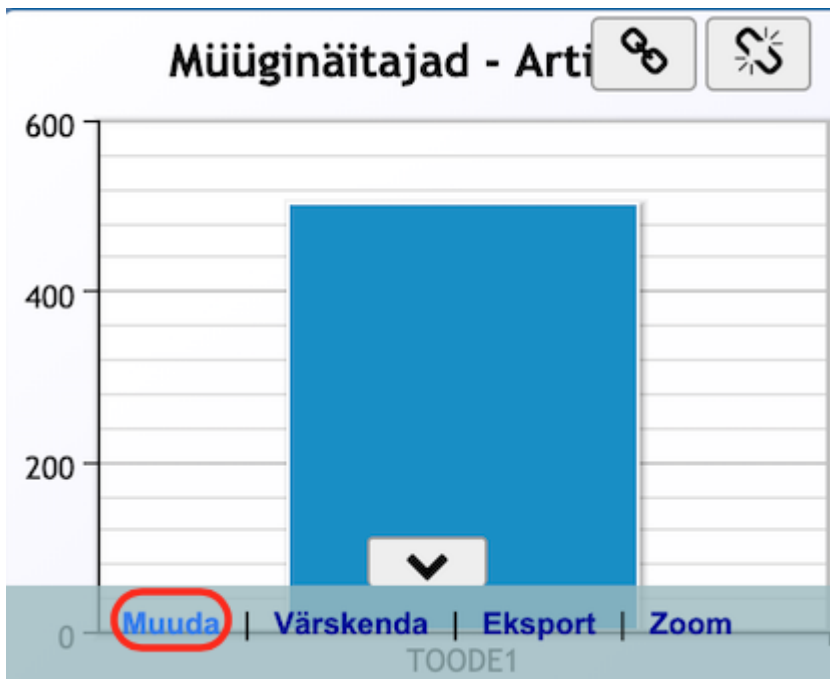 Müüginäitajad - Arti
600
400
200
0
Muuda | Värskenda | Eksport | Zoom
TOODE1